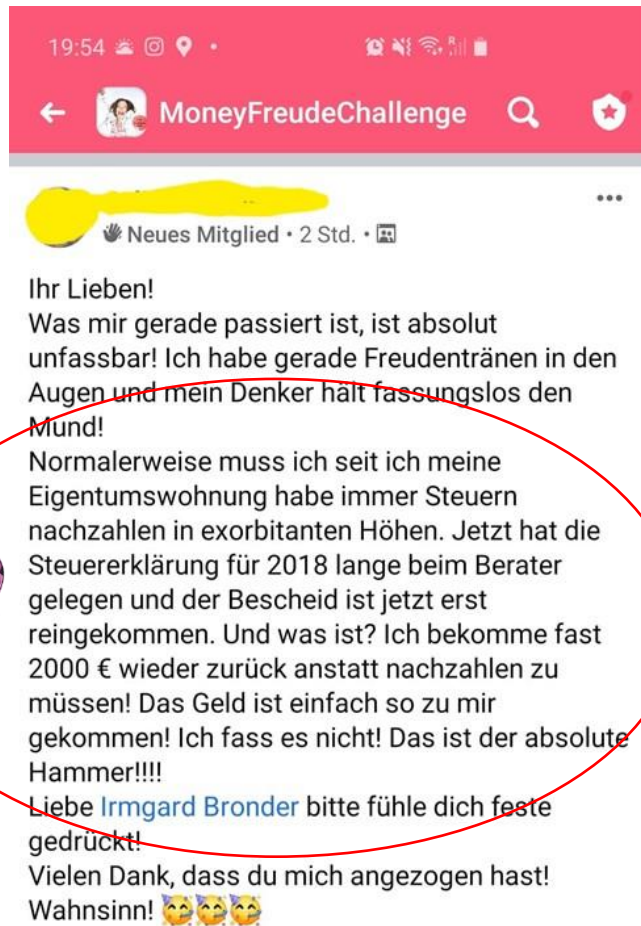 19:54
MoneyFreudeChallenge
Neues Mitglied • 2 Std. •
Ihr Lieben!
Was mir gerade passiert ist, ist absolut
unfassbar! Ich habe gerade Freudentränen in den
Augen und mein Denker hält fassungslos den
Mund!
Normalerweise muss ich seit ich meine
Eigentumswohnung habe immer Steuern
nachzahlen in exorbitanten Höhen. Jetzt hat die
Steuererklärung für 2018 lange beim Berater
gelegen und der Bescheid ist jetzt erst
reingekommen. Und was ist? Ich bekomme fast
2000 € wieder zurück anstatt nachzahlen zu
müssen! Das Geld ist einfach so zu mir
gekommen! Ich fass es nicht! Das ist der absolute
Hammer!!!!
Liebe Irmgard Bronder bitte fühle dich feste
gedrückt!
Vielen Dank, dass du mich angezogen hast!
Wahnsinn! 🥳🥳🥳